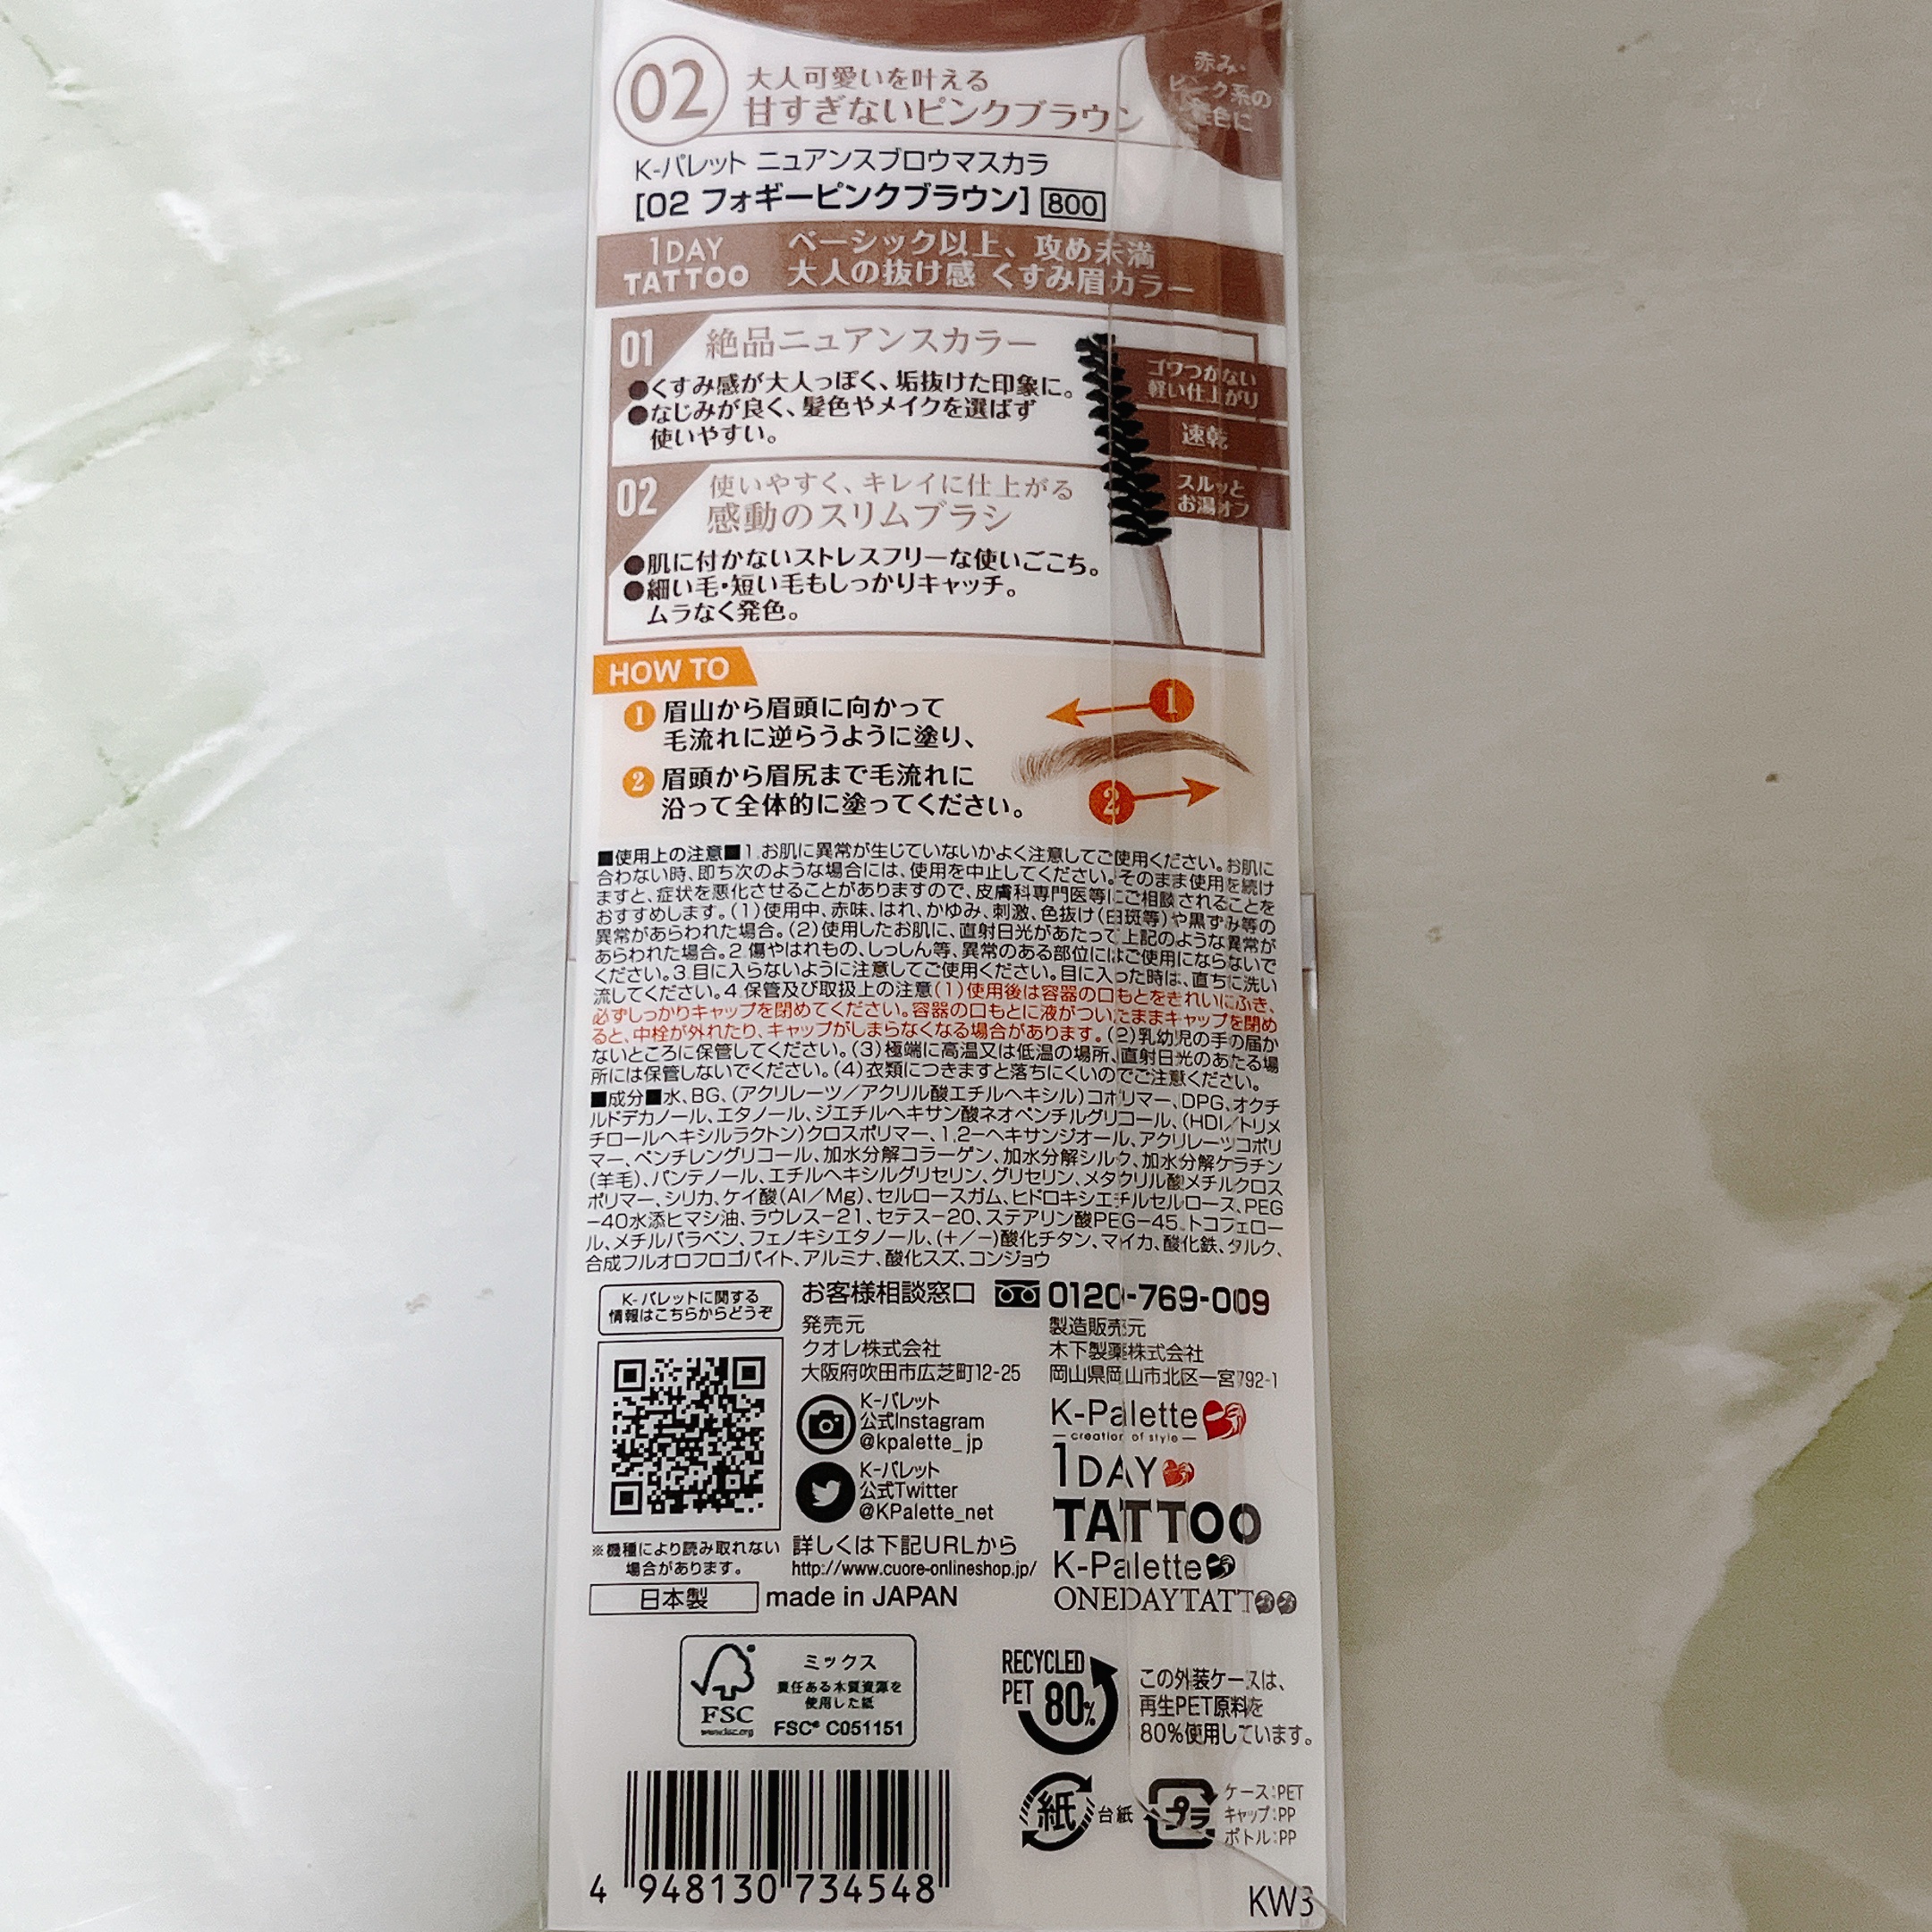 02
大人可愛いを叶える
甘すぎないピンクブラウン
赤み・
ピンク系の
髪色に
K-パレット ニュアンスブロウマスカラ
[02 フォギーピンクブラウン] 800
1DAY
TATTOO
ベーシック以上、攻め未満
大人の抜け感 くすみ眉カラー
01 絶品ニュアンスカラー
●くすみ感が大人っぽく、垢抜けた印象に。
●なじみが良く、髪色やメイクを選ばず
使いやすい。
ゴワつかない
軽い仕上がり
速乾
スルッと
お湯オフ
02 使いやすく、キレイに仕上がる
感動のスリムブラシ
●肌に付かないストレスフリーな使いごこち。
●細い毛・短い毛もしっかりキャッチ。
ムラなく発色。
HOW TO
1 眉山から眉頭に向かって
毛流れに逆らうように塗り、
2 眉頭から眉尻まで毛流れに
沿って全体的に塗ってください。
1
2
■使用上の注意■1.お肌に異常が生じていないかよく注意してご使用ください。お肌に
合わない時、即ち次のような場合には、使用を中止してください。そのまま使用を続け
ますと、症状を悪化させることがありますので、皮膚科専門医等にご相談されることを
おすすめします。(1)使用中、赤味、はれ、かゆみ、刺激、色抜け(白斑等)や黒ずみ等の
異常があらわれた場合。(2)使用したお肌に、直射日光があたって上記のような異常が
あらわれた場合。2.傷やはれもの、しっしん等、異常のある部位にはご使用にならないで
ください。3.目に入らないように注意してご使用ください。目に入った時は、直ちに洗い
流してください。4.保管及び取扱上の注意(1)使用後は容器の口もとをきれいにふき、
必ずしっかりキャップを閉めてください。容器の口もとに液がついたままキャップを閉め
ると、中栓が外れたり、キャップがしまらなくなる場合があります。(2)乳幼児の手の届か
ないところに保管してください。(3)極端に高温又は低温の場所、直射日光のあたる場
所には保管しないでください。(4)衣類につきますと落ちにくいのでご注意ください。
■成分■水、BG、(アクリレーツ/アクリル酸エチルヘキシル)コポリマー、DPG、オクチ
ルドデカノール、エタノール、ジエチルヘキサン酸ネオペンチルグリコール、(HDI/トリメ
チロールヘキシルラクトン)クロスポリマー、1,2-ヘキサンジオール、アクリレーツコポリ
マー、ペンチレングリコール、加水分解コラーゲン、加水分解シルク、加水分解ケラチン
(羊毛)、パンテノール、エチルヘキシルグリセリン、グリセリン、メタクリル酸メチルクロス
ポリマー、シリカ、ケイ酸(Al/Mg)、セルロースガム、ヒドロキシエチルセルロース、PEG
-40水添ヒマシ油、ラウレス-21、セテス-20、ステアリン酸PEG-45、トコフェロー
ル、メチルパラベン、フェノキシエタノール、(+/-)酸化チタン、マイカ、酸化鉄、タルク、
合成フルオロフロゴパイト、アルミナ、酸化スズ、コンジョウ
K-パレットに関する
情報はこちらからどうぞ
お客様相談窓口 0120-769-009
発売元
クオレ株式会社
大阪府吹田市広芝町12-25
製造販売元
木下製薬株式会社
岡山県岡山市北区一宮792-1
K-パレット
公式Instagram
@kpalette_jp
K-パレット
公式Twitter
@KPalette_net
K-Palette
creation of style
1DAY
TATTOO
K-Palette
ONEDAYTATTOO
※機種により読み取れない
場合があります。
詳しくは下記URLから
http://www.cuore-onlineshop.jp/
日本製 made in JAPAN
FSC
www.fsc.org
ミックス
責任ある木質資源を
使用した紙
FSC® C051151
RECYCLED
PET 80%
この外装ケースは、
再生PET原料を
80%使用しています。
紙 台紙
プラ
ケース:PET
キャップ:PP
ボトル:PP
4 948130 734548
KW3